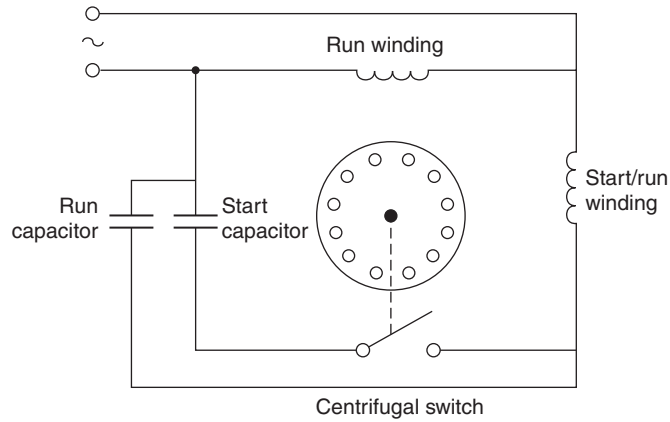 Run winding
Start/run
winding
Run
capacitor
Start
capacitor
Centrifugal switch